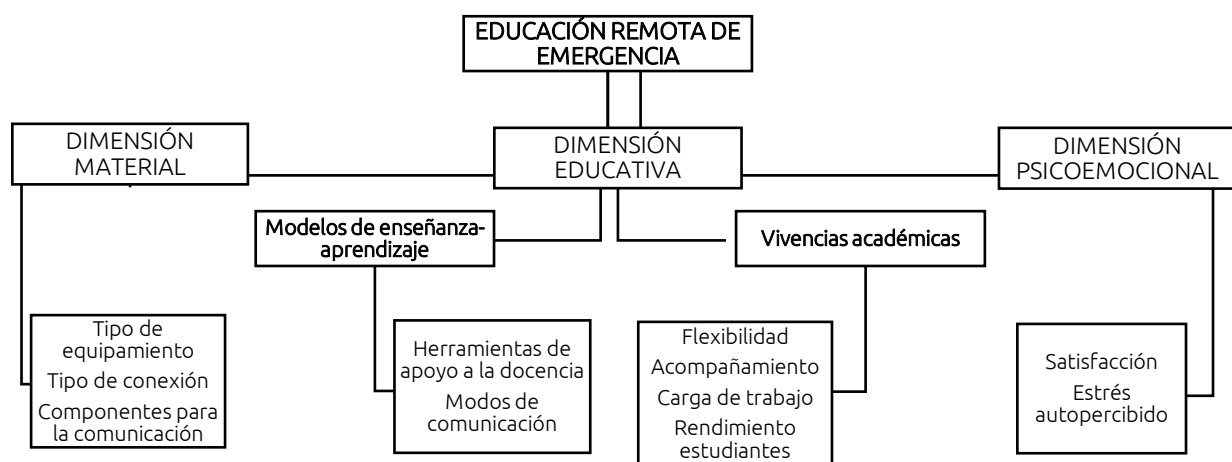 EDUCACIÓN REMOTA DE
EMERGENCIA
DIMENSIÓN
MATERIAL
DIMENSIÓN
EDUCATIVA
DIMENSIÓN
PSICOEMOCIONAL
Modelos de enseñanza-
aprendizaje
Vivencias académicas
Tipo de
equipamiento
Tipo de conexión
Componentes para
la comunicación
Herramientas de
apoyo a la docencia
Modos de
comunicación
Flexibilidad
Acompañamiento
Carga de trabajo
Rendimiento
estudiantes
Satisfacción
Estrés
autopercibido